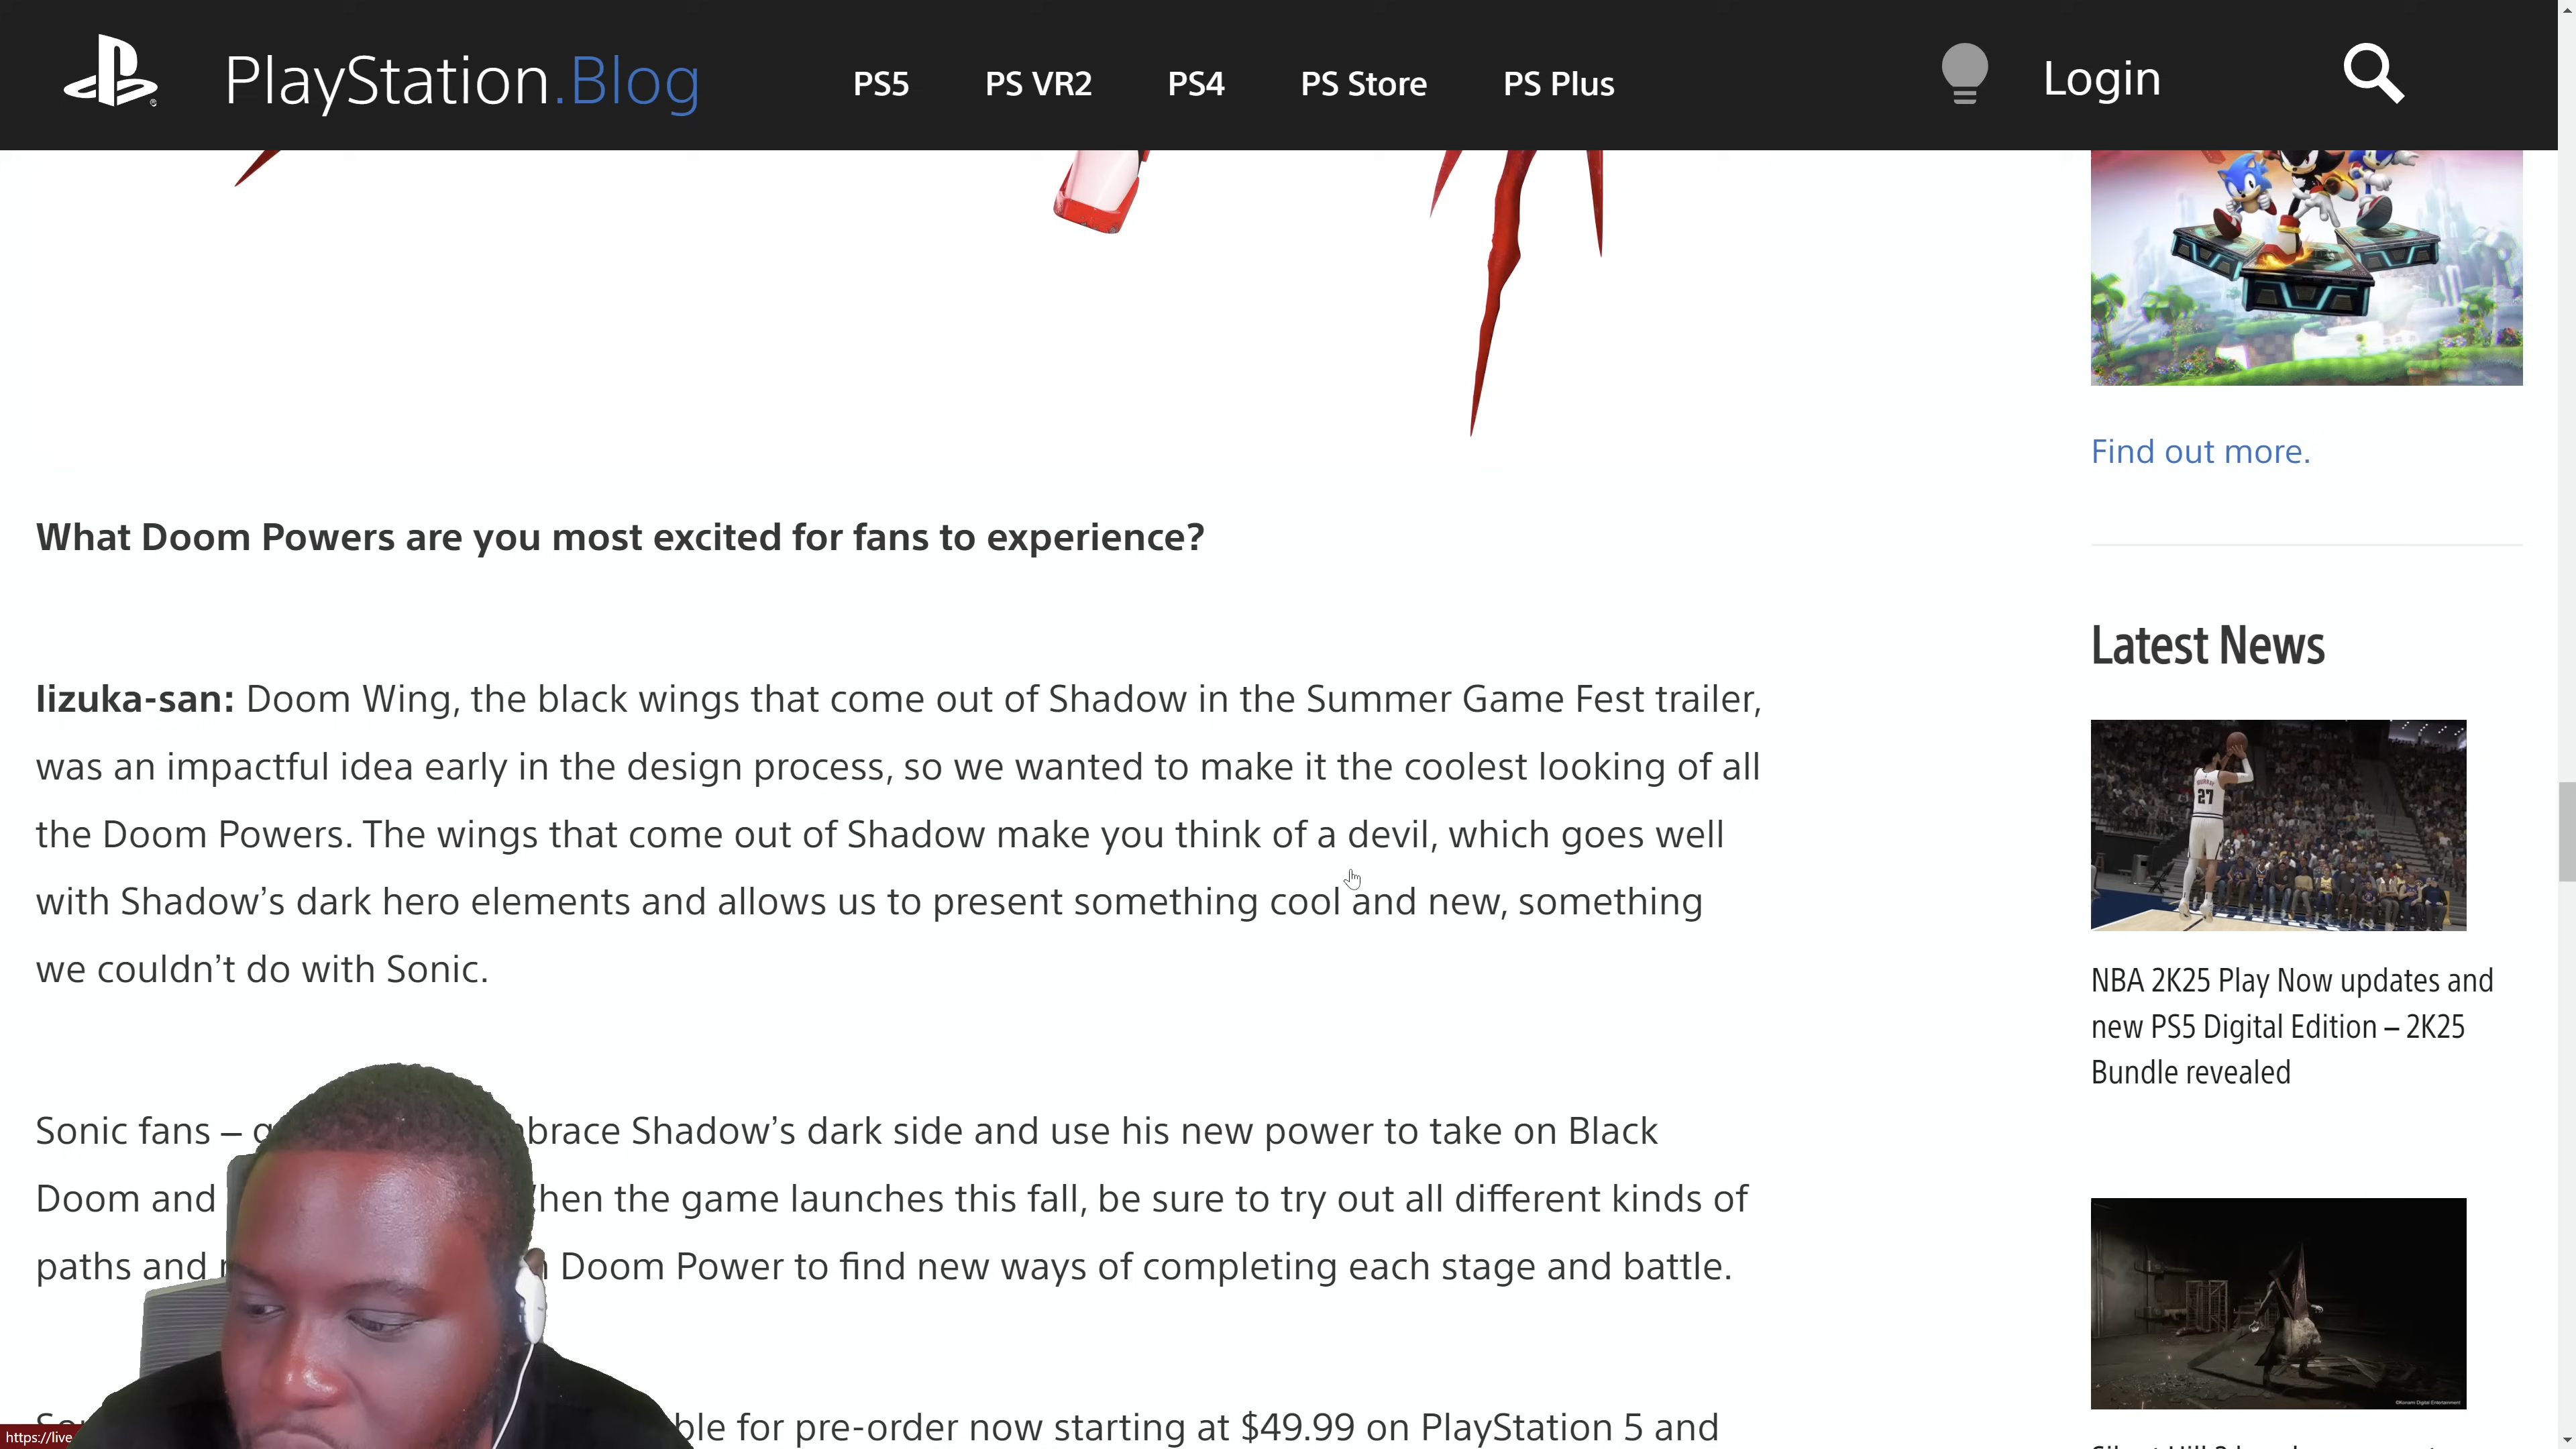 PlayStation.Blog
PS5
PS VR2
PS4
PS Store
PS Plus
Login
What Doom Powers are you most excited for fans to experience?
Iizuka-san: Doom Wing, the black wings that come out of Shadow in the Summer Game Fest trailer,
was an impactful idea early in the design process, so we wanted to make it the coolest looking of all
the Doom Powers. The wings that come out of Shadow make you think of a devil, which goes well
with Shadow’s dark hero elements and allows us to present something cool and new, something
we couldn’t do with Sonic.
Sonic fans – Shadow’s dark side and use his new power to take on Black
Doom and the game launches this fall, be sure to try out all different kinds of
paths and Doom Power to find new ways of completing each stage and battle.
for pre-order now starting at $49.99 on PlayStation 5 and
https://live
Find out more.
Latest News
27
NBA 2K25 Play Now updates and
new PS5 Digital Edition – 2K25
Bundle revealed
©Konami Digital Entertainment